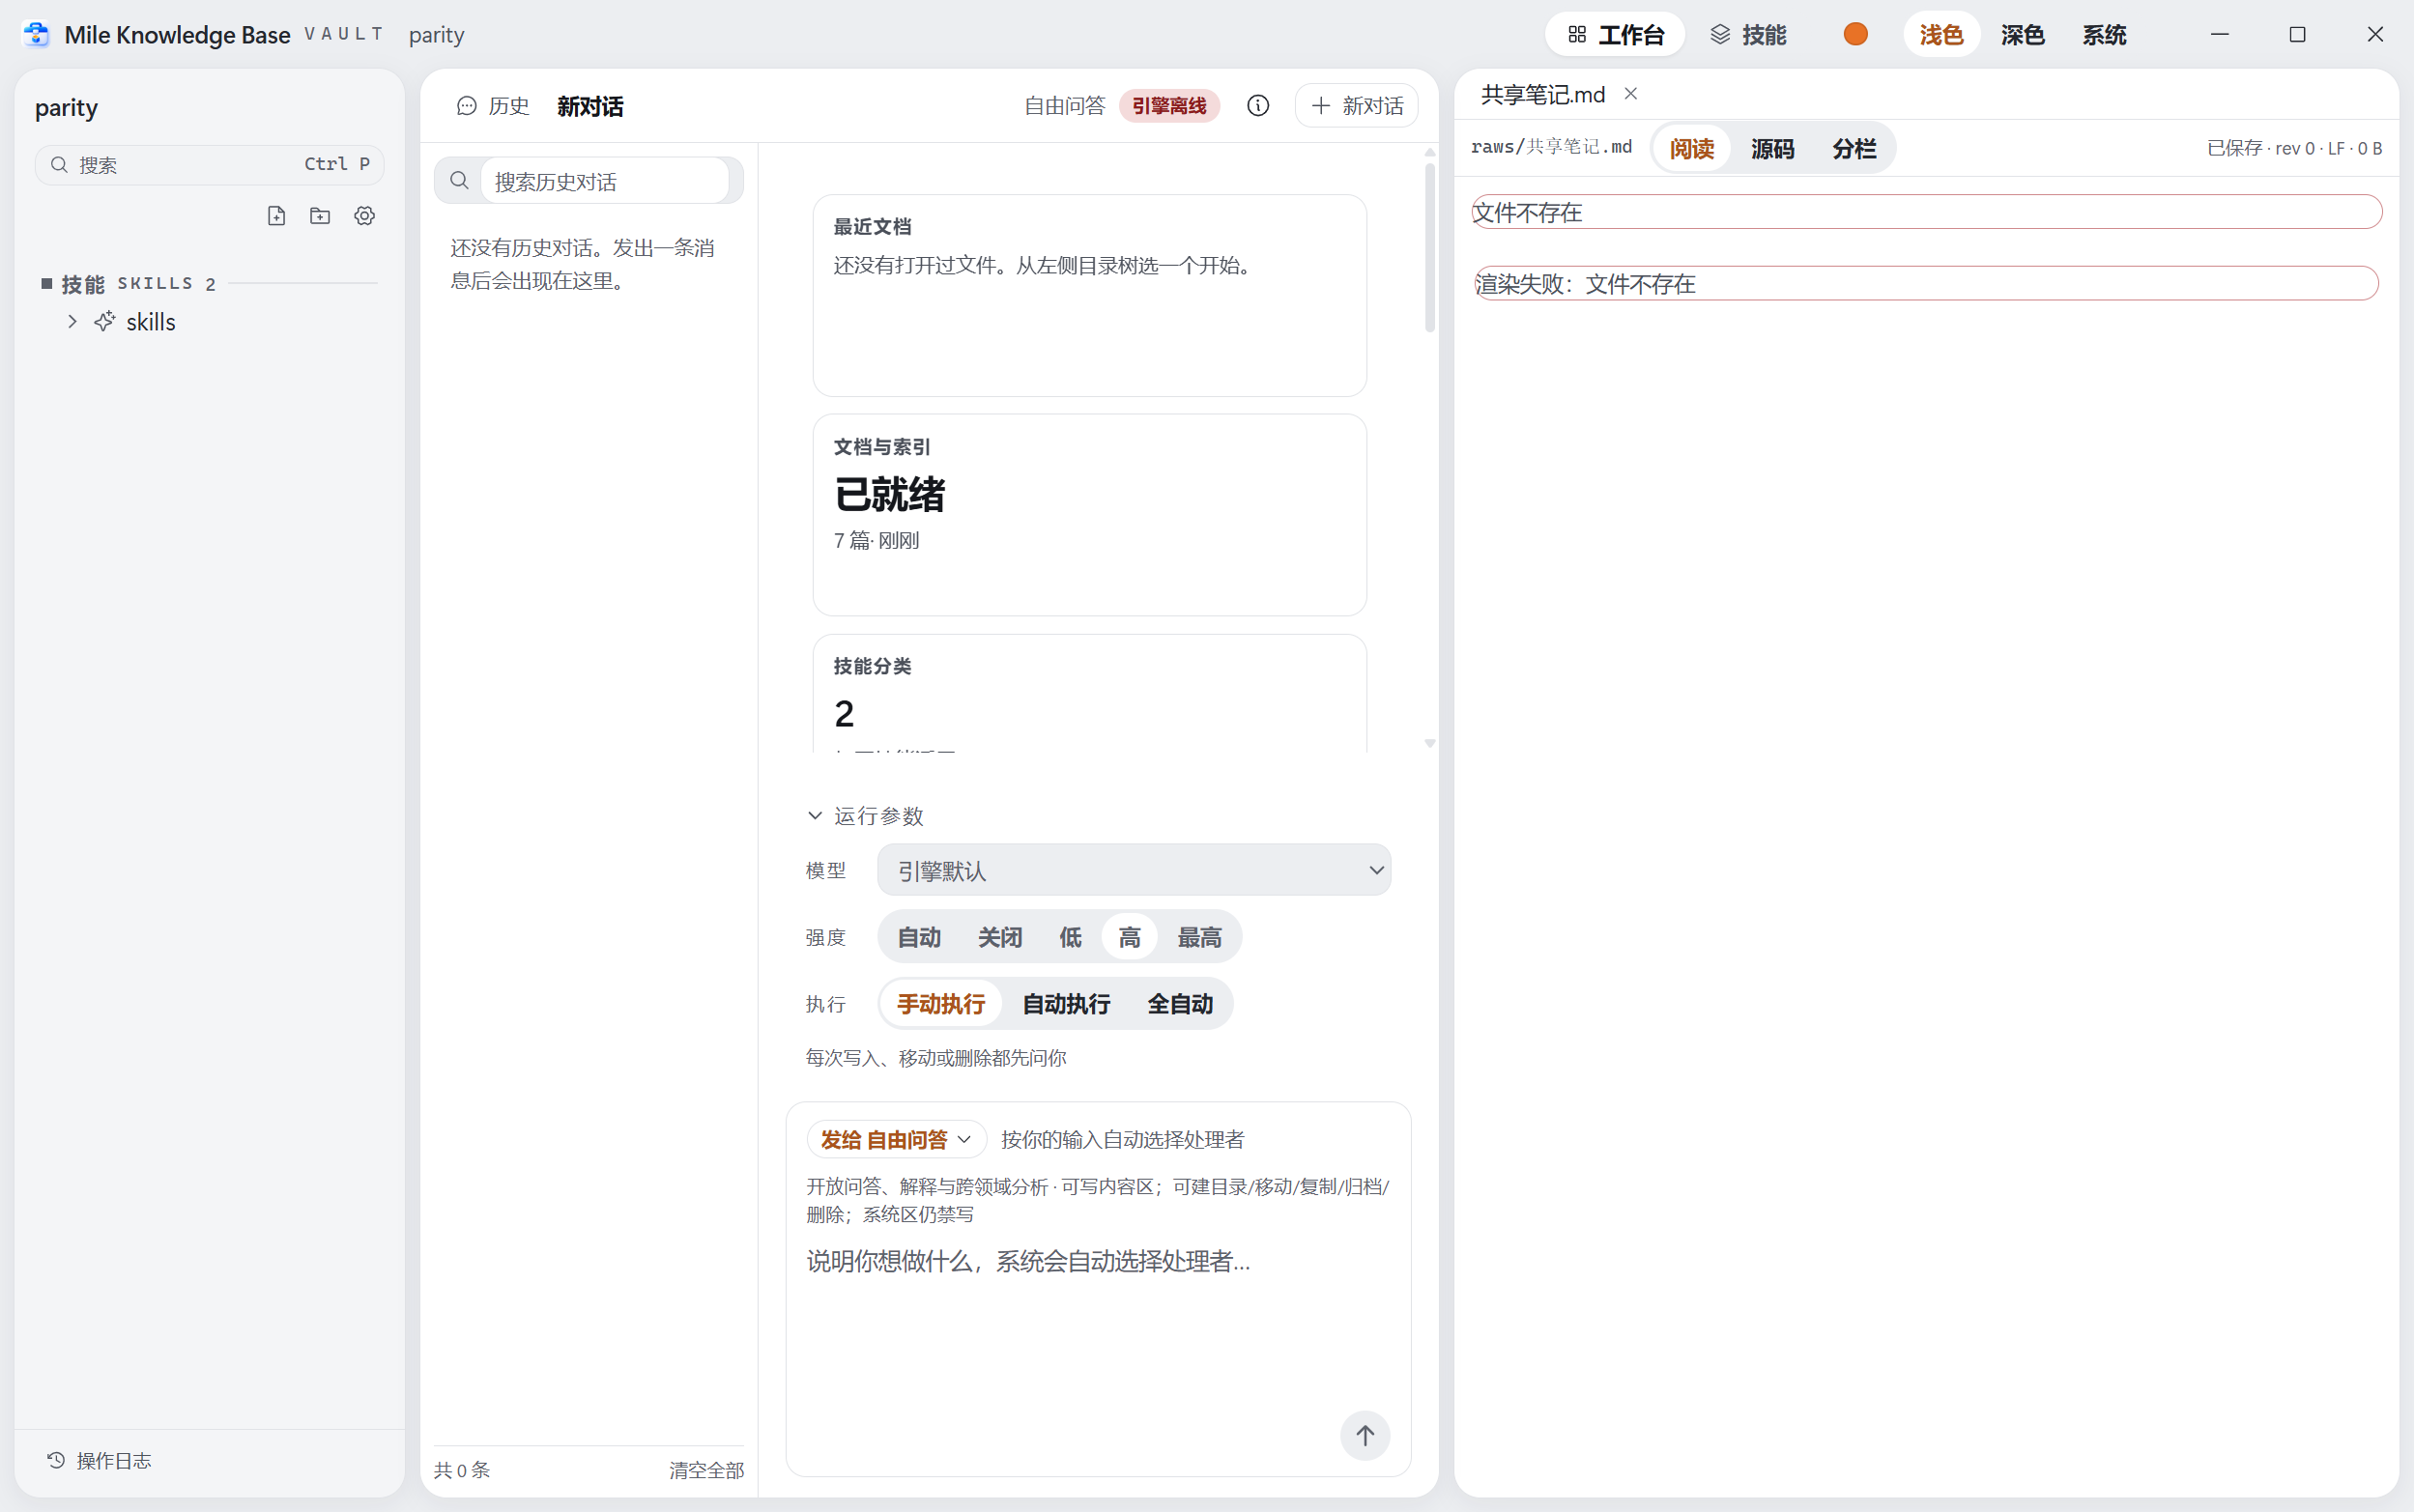 Mile Knowledge Base VAULT parity
工作台 技能 浅色 深色 系统
parity
搜索 Ctrl P
技能 SKILLS 2
skills
操作日志
历史 新对话 自由问答 引擎离线 新对话
搜索历史对话
还没有历史对话。发出一条消
息后会出现在这里。
共 0 条 清空全部
最近文档
还没有打开过文件。从左侧目录树选一个开始。
文档与索引
已就绪
7 篇· 刚刚
技能分类
2
运行参数
模型 引擎默认
强度 自动 关闭 低 高 最高
执行 手动执行 自动执行 全自动
每次写入、移动或删除都先问你
发给 自由问答 按你的输入自动选择处理者
开放问答、解释与跨领域分析 · 可写内容区；可建目录/移动/复制/归档/
删除；系统区仍禁写
说明你想做什么，系统会自动选择处理者...
共享笔记.md
raws/共享笔记.md 阅读 源码 分栏 已保存 · rev 0 · LF · 0 B
文件不存在
渲染失败：文件不存在